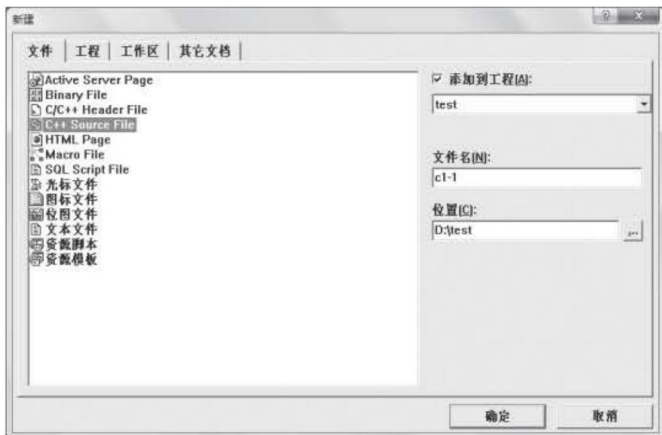 新建
文件 工程 工作区 其它文档
Active Server Page
Binary File
C/C++ Header File
C++ Source File
HTML Page
Macro File
SQL Script File
光标文件
图标文件
位图文件
文本文件
资源脚本
资源模板
添加到工程[A]:
test
文件名[N]:
c1-1
位置[C]:
D:\test
...
确定 取消